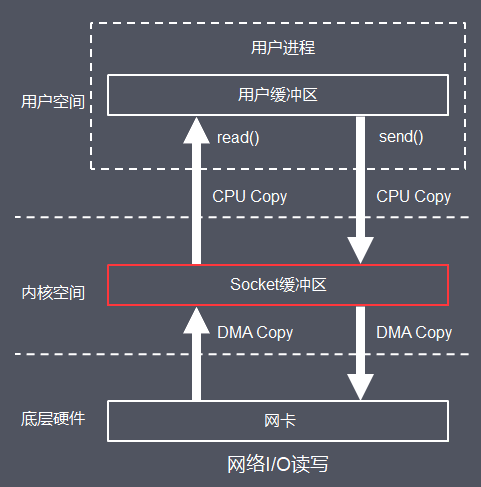 用户进程
用户缓冲区
用户空间
read()
send()
CPU Copy
CPU Copy
Socket缓冲区
内核空间
DMA Copy
DMA Copy
底层硬件
网卡
网络I/O读写